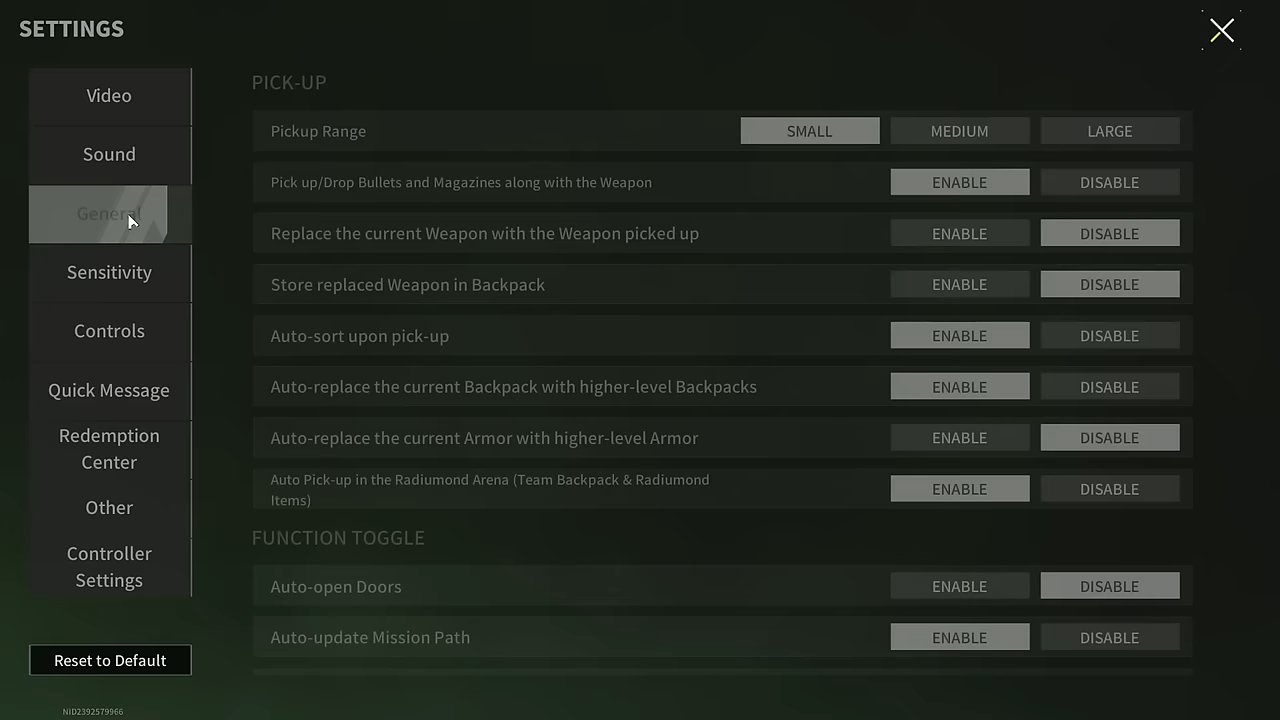 SETTINGS
Video
Sound
General
Sensitivity
Controls
Quick Message
Redemption
Center
Other
Controller
Settings
Reset to Default
NID2392579966
PICK-UP
Pickup Range SMALL MEDIUM LARGE
Pick up/Drop Bullets and Magazines along with the Weapon ENABLE DISABLE
Replace the current Weapon with the Weapon picked up ENABLE DISABLE
Store replaced Weapon in Backpack ENABLE DISABLE
Auto-sort upon pick-up ENABLE DISABLE
Auto-replace the current Backpack with higher-level Backpacks ENABLE DISABLE
Auto-replace the current Armor with higher-level Armor ENABLE DISABLE
Auto Pick-up in the Radiumond Arena (Team Backpack & Radiumond
Items) ENABLE DISABLE
FUNCTION TOGGLE
Auto-open Doors ENABLE DISABLE
Auto-update Mission Path ENABLE DISABLE